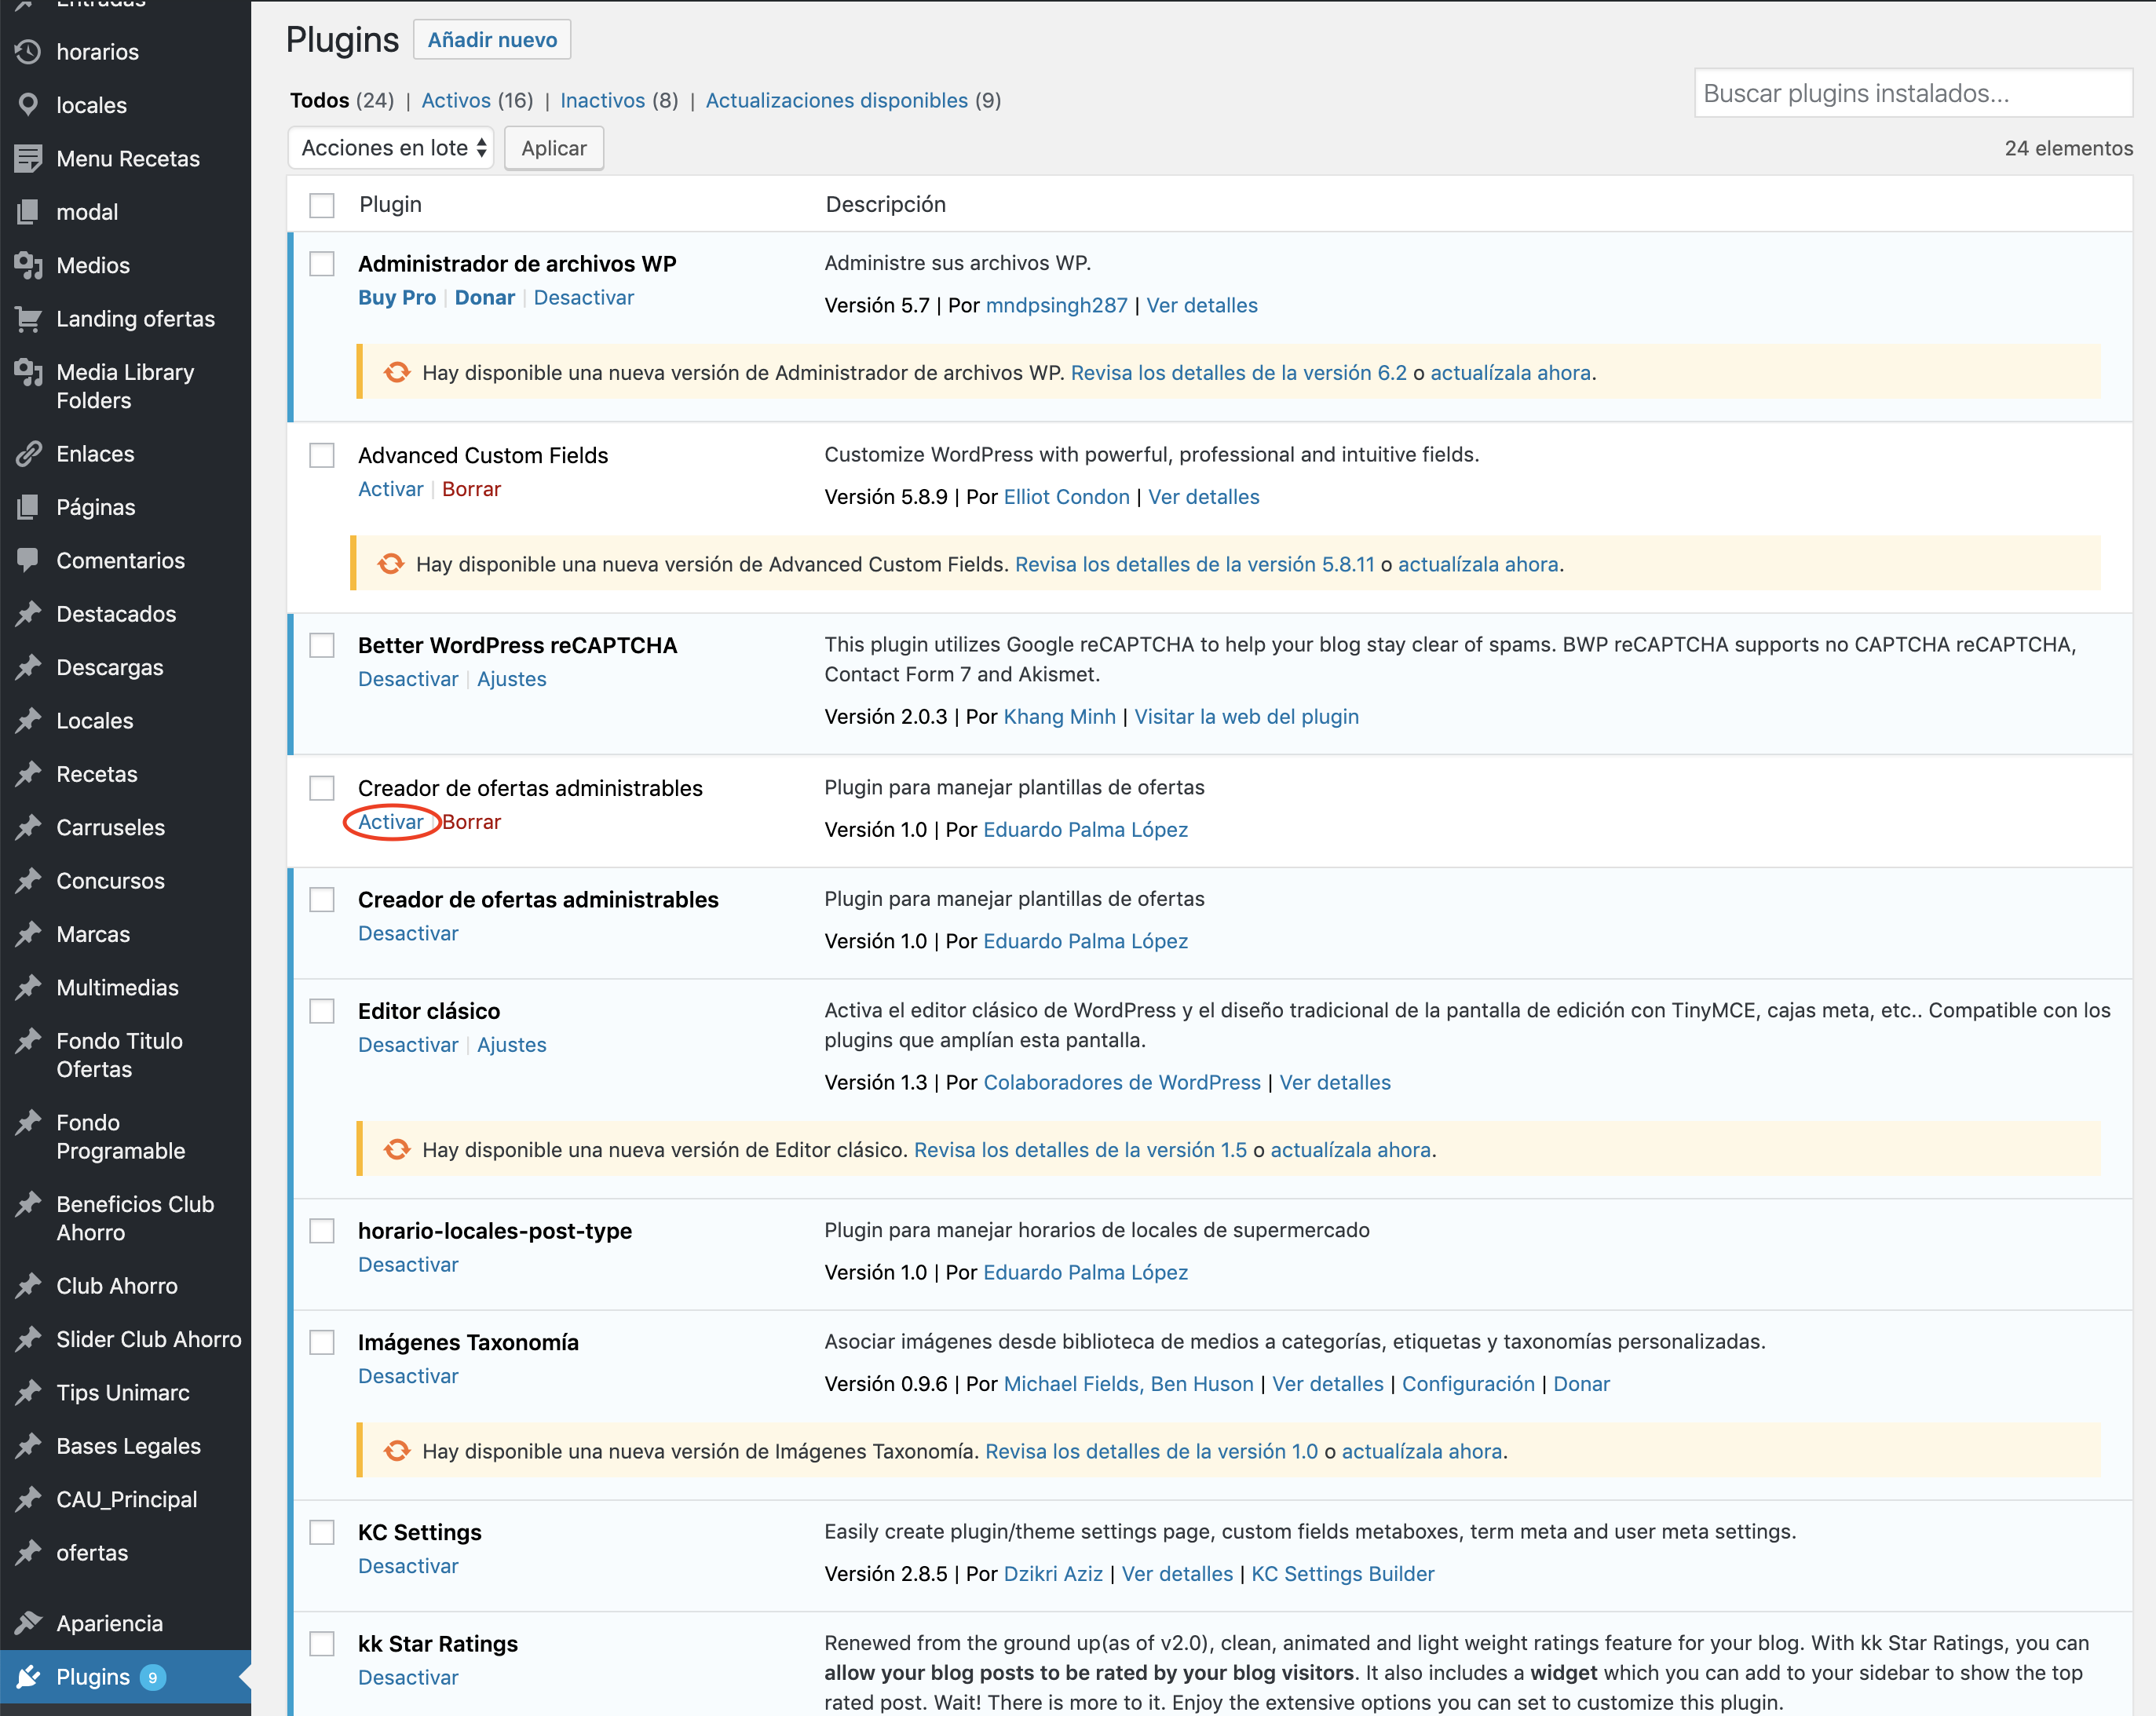 Entradas
horarios
locales
Menu Recetas
modal
Medios
Landing ofertas
Media Library
Folders
Enlaces
Páginas
Comentarios
Destacados
Descargas
Locales
Recetas
Carruseles
Concursos
Marcas
Multimedias
Fondo Titulo
Ofertas
Fondo
Programable
Beneficios Club
Ahorro
Club Ahorro
Slider Club Ahorro
Tips Unimarc
Bases Legales
CAU_Principal
ofertas
Apariencia
Plugins 9
Plugins Añadir nuevo
Todos (24) | Activos (16) | Inactivos (8) | Actualizaciones disponibles (9)
Buscar plugins instalados...
Acciones en lote Aplicar
24 elementos
Plugin Descripción
Administrador de archivos WP
Buy Pro | Donar | Desactivar
Administre sus archivos WP.
Versión 5.7 | Por mndpsingh287 | Ver detalles
Hay disponible una nueva versión de Administrador de archivos WP. Revisa los detalles de la versión 6.2 o actualízala ahora.
Advanced Custom Fields
Activar | Borrar
Customize WordPress with powerful, professional and intuitive fields.
Versión 5.8.9 | Por Elliot Condon | Ver detalles
Hay disponible una nueva versión de Advanced Custom Fields. Revisa los detalles de la versión 5.8.11 o actualízala ahora.
Better WordPress reCAPTCHA
Desactivar | Ajustes
This plugin utilizes Google reCAPTCHA to help your blog stay clear of spams. BWP reCAPTCHA supports no CAPTCHA reCAPTCHA,
Contact Form 7 and Akismet.
Versión 2.0.3 | Por Khang Minh | Visitar la web del plugin
Creador de ofertas administrables
Activar | Borrar
Plugin para manejar plantillas de ofertas
Versión 1.0 | Por Eduardo Palma López
Creador de ofertas administrables
Desactivar
Plugin para manejar plantillas de ofertas
Versión 1.0 | Por Eduardo Palma López
Editor clásico
Desactivar | Ajustes
Activa el editor clásico de WordPress y el diseño tradicional de la pantalla de edición con TinyMCE, cajas meta, etc.. Compatible con los
plugins que amplían esta pantalla.
Versión 1.3 | Por Colaboradores de WordPress | Ver detalles
Hay disponible una nueva versión de Editor clásico. Revisa los detalles de la versión 1.5 o actualízala ahora.
horario-locales-post-type
Desactivar
Plugin para manejar horarios de locales de supermercado
Versión 1.0 | Por Eduardo Palma López
Imágenes Taxonomía
Desactivar
Asociar imágenes desde biblioteca de medios a categorías, etiquetas y taxonomías personalizadas.
Versión 0.9.6 | Por Michael Fields, Ben Huson | Ver detalles | Configuración | Donar
Hay disponible una nueva versión de Imágenes Taxonomía. Revisa los detalles de la versión 1.0 o actualízala ahora.
KC Settings
Desactivar
Easily create plugin/theme settings page, custom fields metaboxes, term meta and user meta settings.
Versión 2.8.5 | Por Dzikri Aziz | Ver detalles | KC Settings Builder
kk Star Ratings
Desactivar
Renewed from the ground up(as of v2.0), clean, animated and light weight ratings feature for your blog. With kk Star Ratings, you can
allow your blog posts to be rated by your blog visitors. It also includes a widget which you can add to your sidebar to show the top
rated post. Wait! There is more to it. Enjoy the extensive options you can set to customize this plugin.